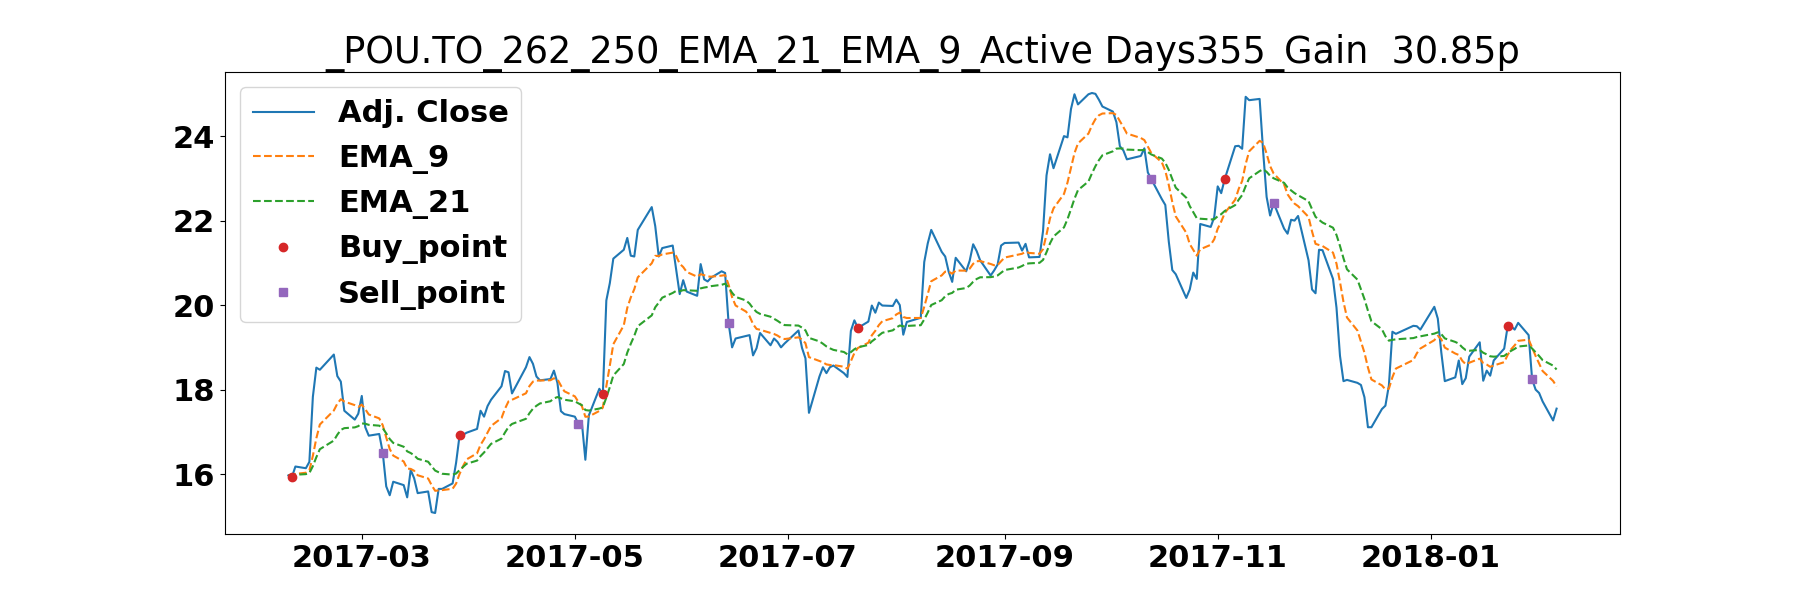 _POU.TO_262_250_EMA_21_EMA_9_Active Days355_Gain  30.85p
Adj. Close
EMA_9
EMA_21
Buy_point
Sell_point
24
22
20
18
16
2017-03 2017-05 2017-07 2017-09 2017-11 2018-01